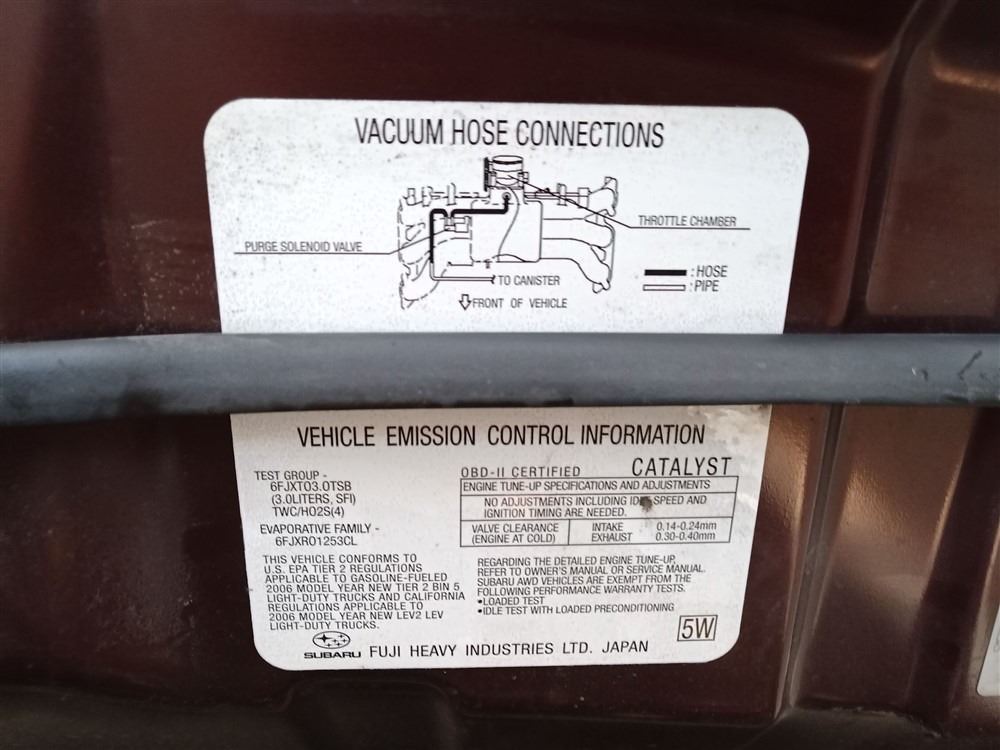 VACUUM HOSE CONNECTIONS
THROTTLE CHAMBER
PURGE SOLENOID VALVE
: HOSE
TO CANISTER
: PIPE
FRONT OF VEHICLE
VEHICLE EMISSION CONTROL INFORMATION
TEST GROUP -
6FJXT03.0TSB
(3.0LITERS, SFI)
TWC/HO2S(4)
EVAPORATIVE FAMILY -
6FJXR01253CL
THIS VEHICLE CONFORMS TO
U.S. EPA TIER 2 REGULATIONS
APPLICABLE TO GASOLINE-FUELED
2006 MODEL YEAR NEW TIER 2 BIN 5
LIGHT-DUTY TRUCKS AND CALIFORNIA
REGULATIONS APPLICABLE TO
2006 MODEL YEAR NEW LEV2 LEV
LIGHT-DUTY TRUCKS.
OBD-II CERTIFIED CATALYST
ENGINE TUNE-UP SPECIFICATIONS AND ADJUSTMENTS
NO ADJUSTMENTS INCLUDING SPEED AND
IGNITION TIMING ARE NEEDED.
VALVE CLEARANCE INTAKE 0.14-0.24mm
(ENGINE AT COLD) EXHAUST 0.30-0.40mm
REGARDING THE DETAILED ENGINE TUNE-UP,
REFER TO OWNER'S MANUAL OR SERVICE MANUAL.
SUBARU AWD VEHICLES ARE EXEMPT FROM THE
FOLLOWING PERFORMANCE WARRANTY TESTS.
•LOADED TEST
•IDLE TEST WITH LOADED PRECONDITIONING
5W
SUBARU FUJI HEAVY INDUSTRIES LTD. JAPAN